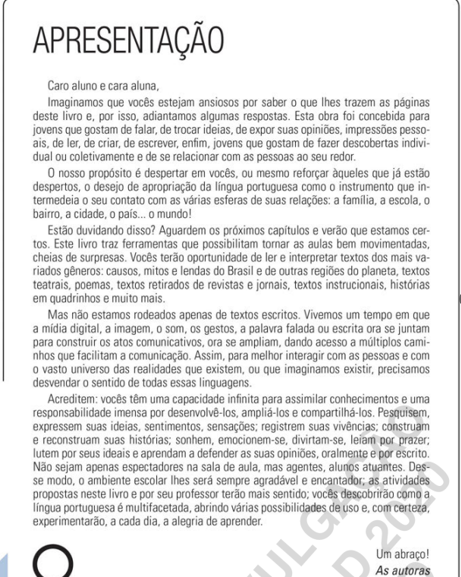 APRESENTAÇÃO
Caro aluno e cara aluna,
Imaginamos que vocês estejam ansiosos por saber o que lhes trazem as páginas
deste livro e, por isso, adiantamos algumas respostas. Esta obra foi concebida para
jovens que gostam de falar, de trocar ideias, de expor suas opiniões, impressões pesso-
ais, de ler, de criar, de escrever, enfim, jovens que gostam de fazer descobertas indivi-
dual ou coletivamente e de se relacionar com as pessoas ao seu redor.
O nosso propósito é despertar em vocês, ou mesmo reforçar àqueles que já estão
despertos, o desejo de apropriação da língua portuguesa como o instrumento que in-
termedeia o seu contato com as várias esferas de suas relações: a família, a escola, o
bairro, a cidade, o país... o mundo!
Estão duvidando disso? Aguardem os próximos capítulos e verão que estamos cer-
tos. Este livro traz ferramentas que possibilitam tornar as aulas bem movimentadas,
cheias de surpresas. Vocês terão oportunidade de ler e interpretar textos dos mais va-
riados gêneros: causos, mitos e lendas do Brasil e de outras regiões do planeta, textos
teatrais, poemas, textos retirados de revistas e jornais, textos instrucionais, histórias
em quadrinhos e muito mais.
Mas não estamos rodeados apenas de textos escritos. Vivemos um tempo em que
a mídia digital, a imagem, o som, os gestos, a palavra falada ou escrita ora se juntam
para construir os atos comunicativos, ora se ampliam, dando acesso a múltiplos cami-
nhos que facilitam a comunicação. Assim, para melhor interagir com as pessoas e com
o vasto universo das realidades que existem, ou que imaginamos existir, precisamos
desvendar o sentido de todas essas linguagens.
Acreditem: vocês têm uma capacidade infinita para assimilar conhecimentos e uma
responsabilidade imensa por desenvolvê-los, ampliá-los e compartilhá-los. Pesquisem,
expressem suas ideias, sentimentos, sensações; registrem suas vivências; construam
e reconstruam suas histórias; sonhem, emocionem-se, divirtam-se, leiam por prazer;
lutem por seus ideais e aprendam a defender as suas opiniões, oralmente e por escrito.
Não sejam apenas espectadores na sala de aula, mas agentes, alunos atuantes. Des-
se modo, o ambiente escolar lhes será sempre agradável e encantador; as atividades
propostas neste livro e por seu professor terão mais sentido; vocês descobrirão como a
língua portuguesa é multifacetada, abrindo várias possibilidades de uso e, com certeza,
experimentarão, a cada dia, a alegria de aprender.
Um abraço!
As autoras